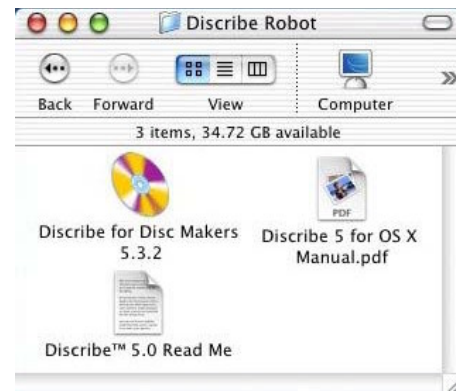 Discribe Robot
Back Forward View Computer
3 items, 34.72 GB available
Discribe for Disc Makers
5.3.2
PDF
Discribe 5 for OS X
Manual.pdf
Discribe™ 5.0 Read Me